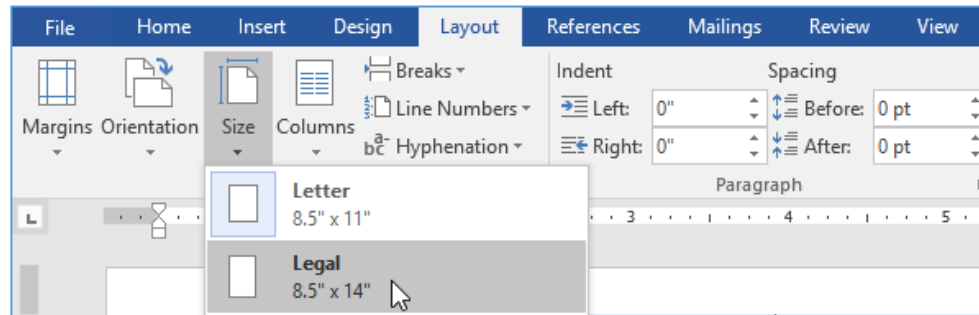 File Home Insert Design Layout References Mailings Review View
Margins Orientation Size Columns
Breaks
Line Numbers
Hyphenation
Indent Spacing
Left: 0" Before: 0 pt
Right: 0" After: 0 pt
Paragraph
Letter
8.5" x 11"
Legal
8.5" x 14"
3 4 5